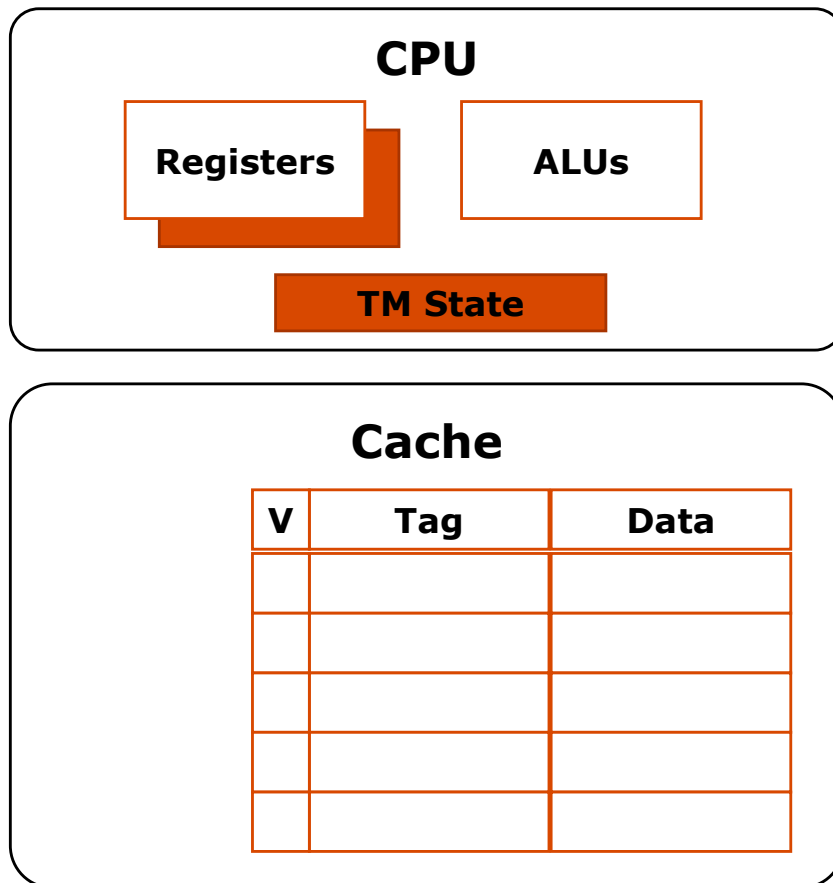 CPU
Registers
ALUs
TM State
Cache
V Tag Data